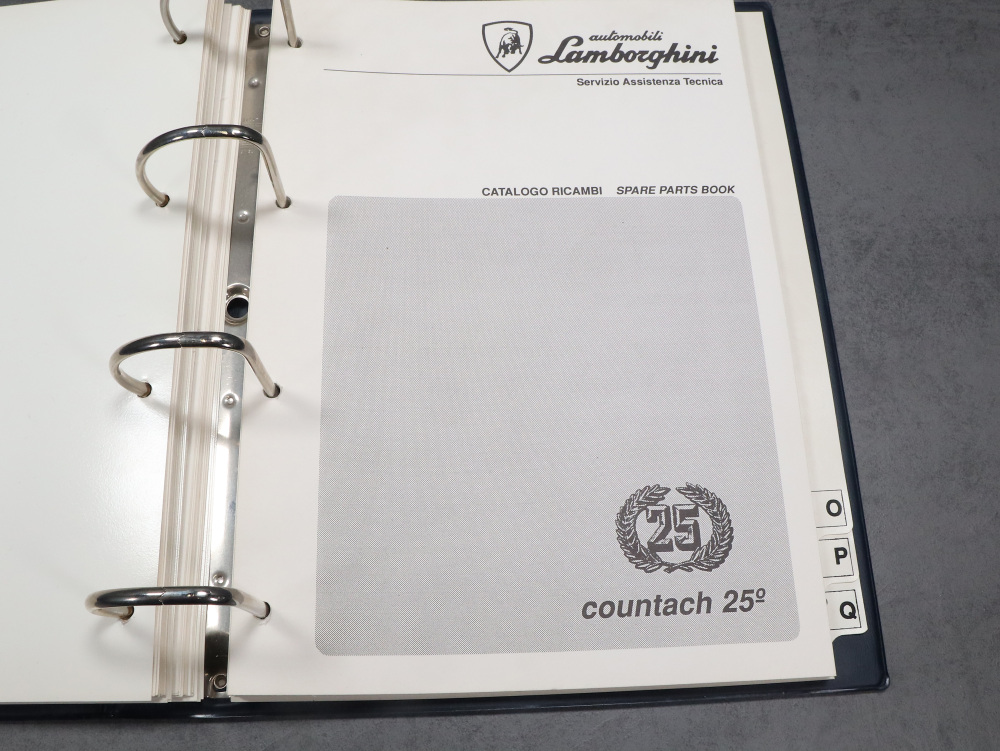 automobili
Lamborghini
Servizio Assistenza Tecnica
CATALOGO RICAMBI SPARE PARTS BOOK
25
countach 25º
O
P
Q